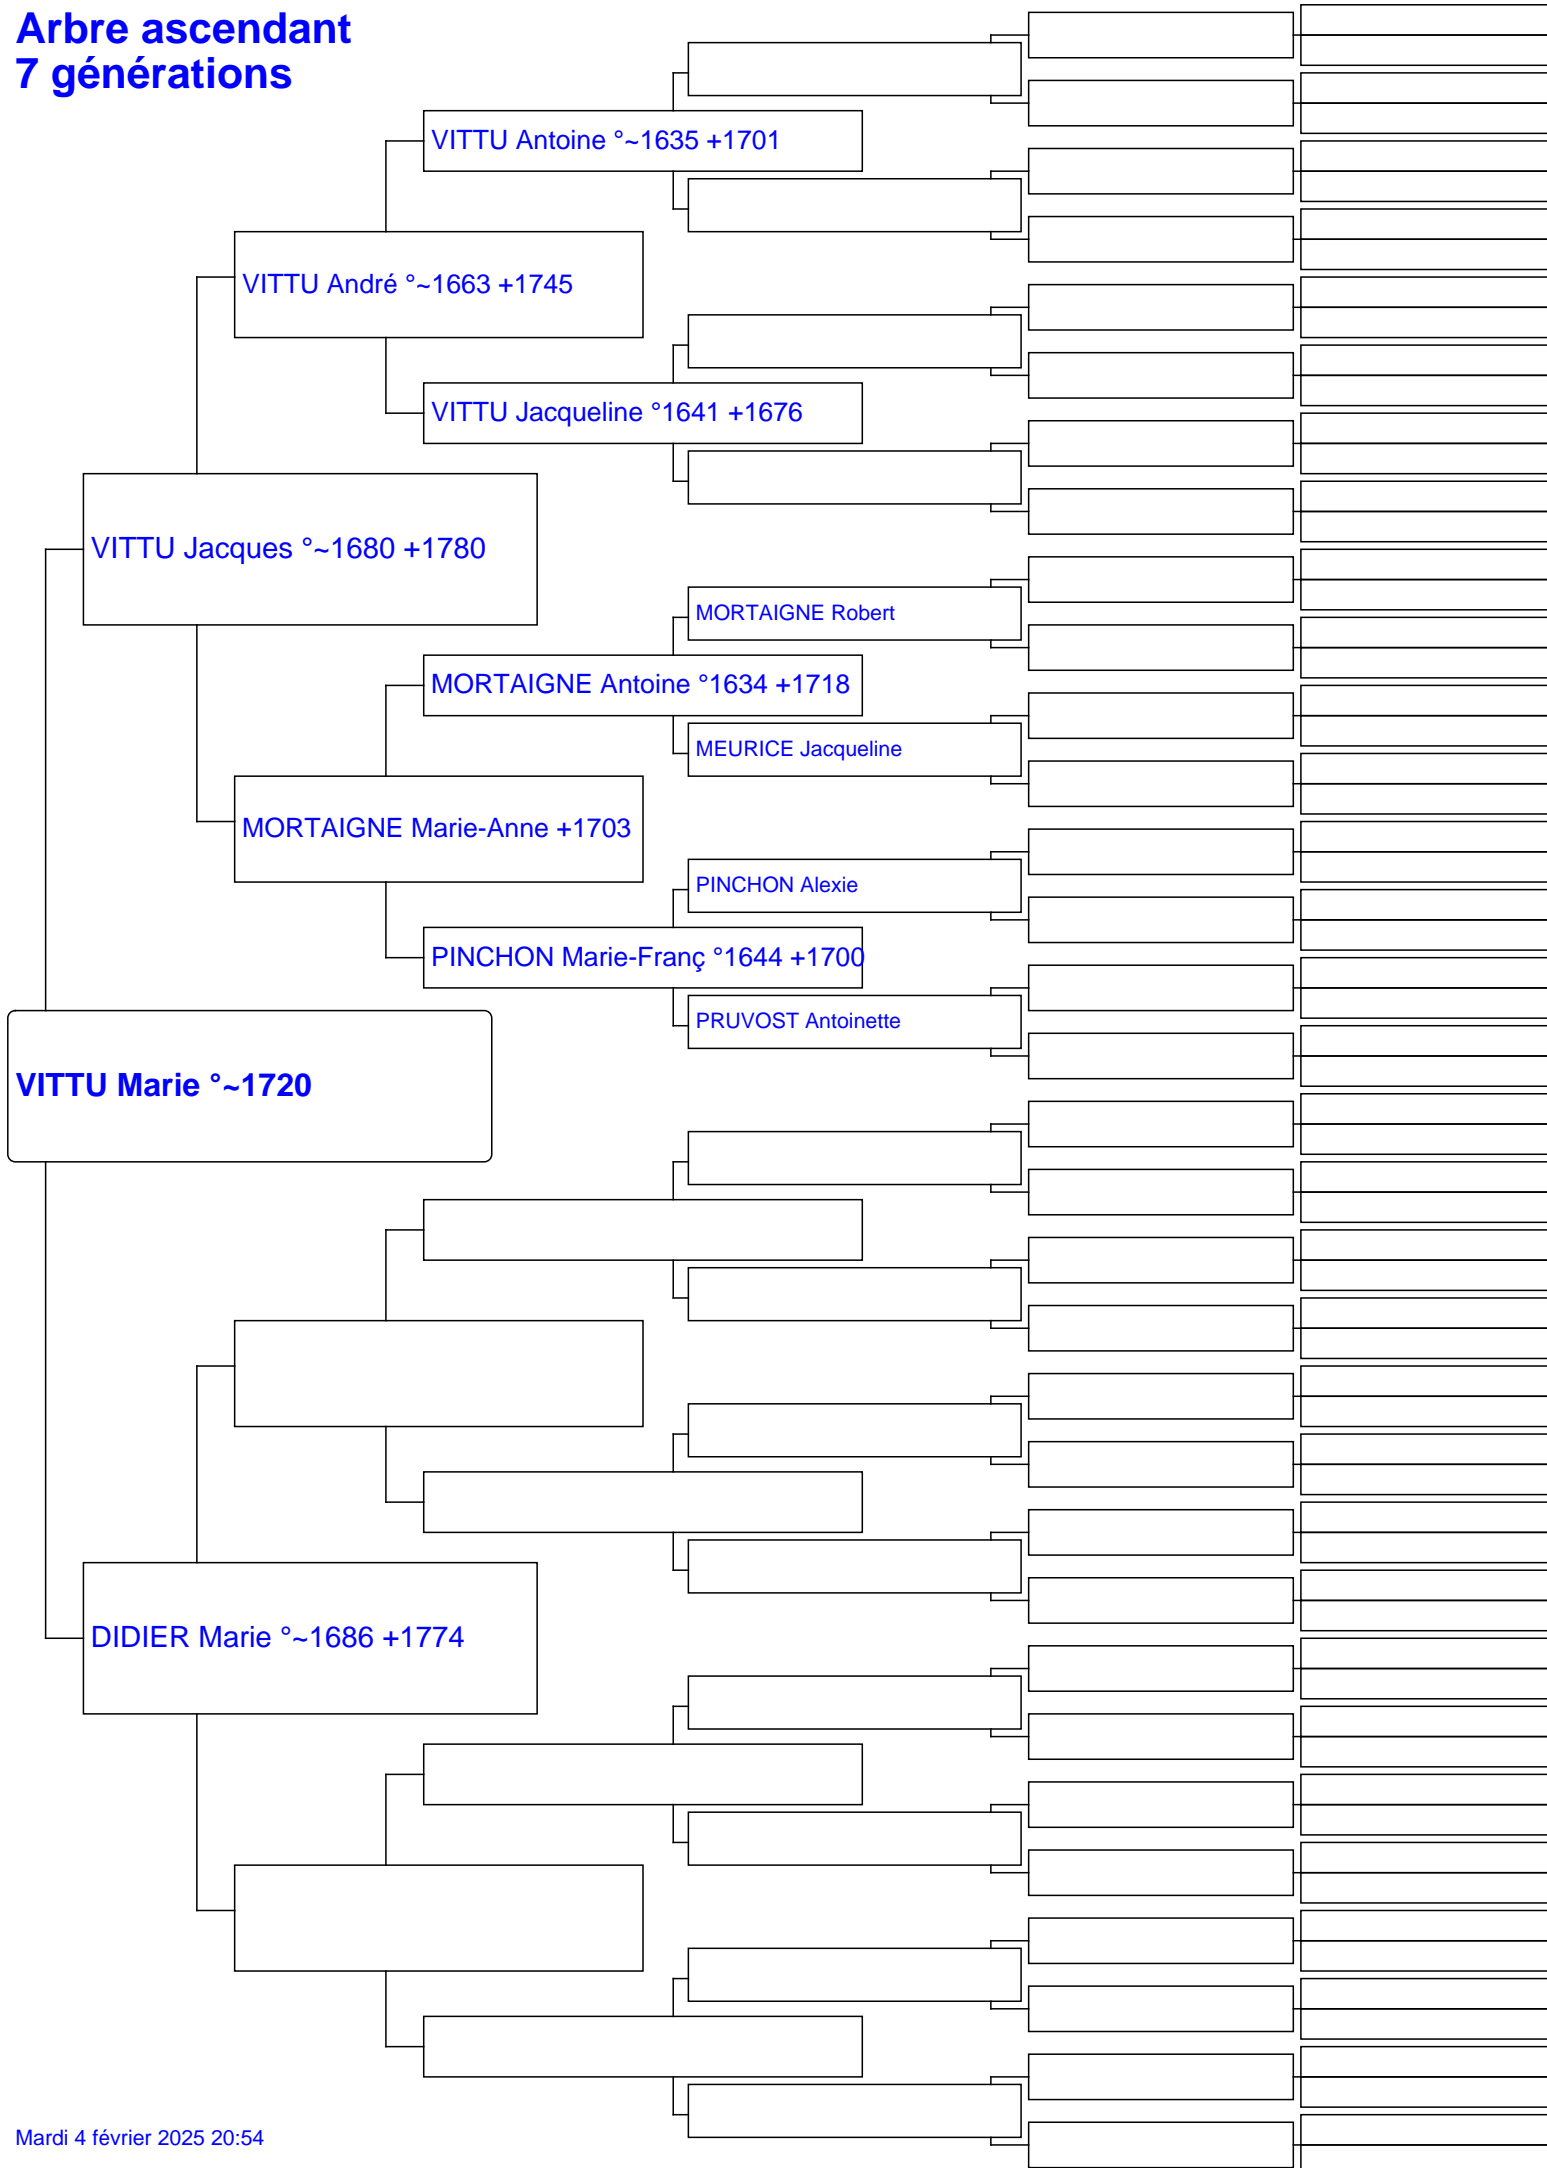 Arbre ascendant
7 générations
VITTU Antoine °~1635 +1701
VITTU André °~1663 +1745
VITTU Jacqueline °1641 +1676
VITTU Jacques °~1680 +1780
MORTAIGNE Robert
MORTAIGNE Antoine °1634 +1718
MEURICE Jacqueline
MORTAIGNE Marie-Anne +1703
PINCHON Alexie
PINCHON Marie-Franç °1644 +1700
PRUVOST Antoinette
VITTU Marie °~1720
DIDIER Marie °~1686 +1774
Mardi 4 février 2025 20:54